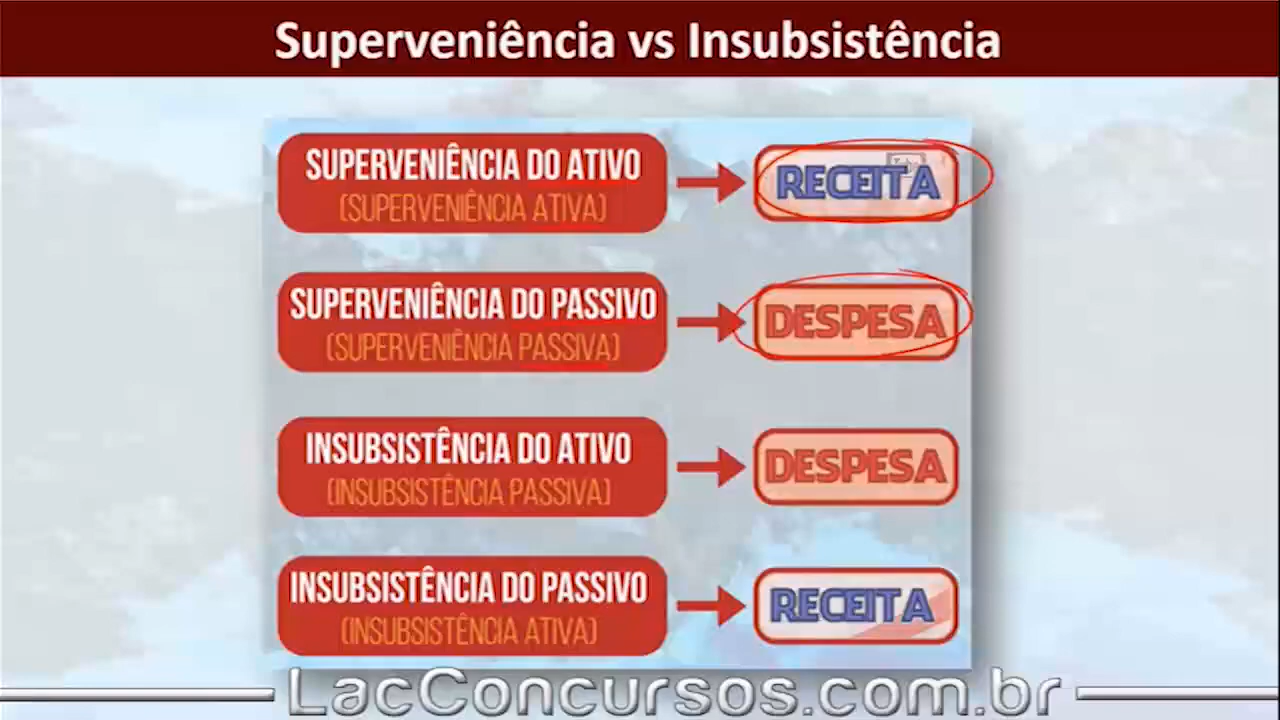 Superveniência vs Insubsistência
SUPERVENIÊNCIA DO ATIVO
(SUPERVENIÊNCIA ATIVA)
RECEITA
SUPERVENIÊNCIA DO PASSIVO
(SUPERVENIÊNCIA PASSIVA)
DESPESA
INSUBSISTÊNCIA DO ATIVO
(INSUBSISTÊNCIA PASSIVA)
DESPESA
INSUBSISTÊNCIA DO PASSIVO
(INSUBSISTÊNCIA ATIVA)
RECEITA
LacConcursos.com.br